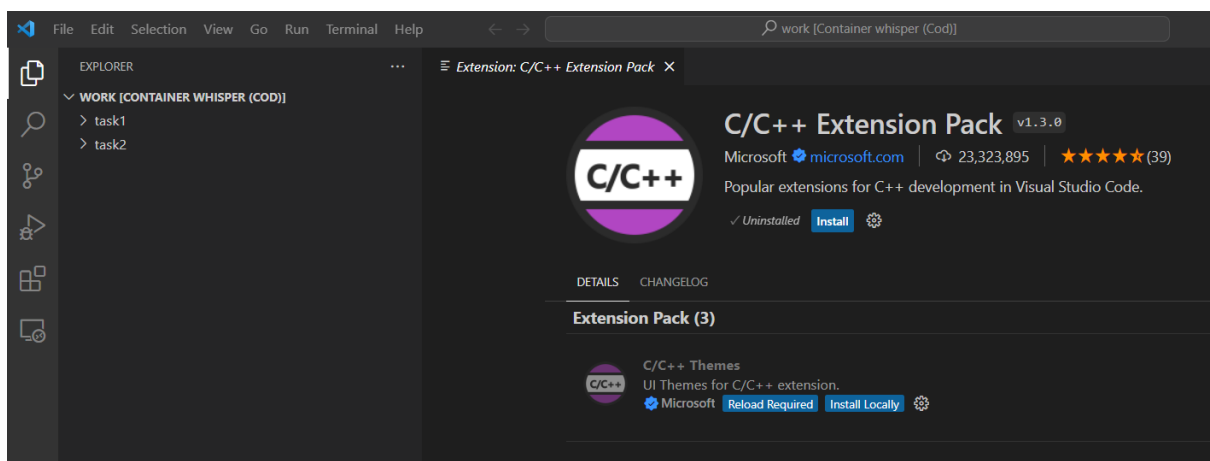 File Edit Selection View Go Run Terminal Help
work [Container whisper (Cod)]
EXPLORER
WORK [CONTAINER WHISPER (COD)]
task1
task2
Extension: C/C++ Extension Pack
C/C++
C/C++ Extension Pack v1.3.0
Microsoft microsoft.com 23,323,895 (39)
Popular extensions for C++ development in Visual Studio Code.
Uninstalled Install
DETAILS CHANGELOG
Extension Pack (3)
C/C++
C/C++ Themes
UI Themes for C/C++ extension.
Microsoft Reload Required Install Locally